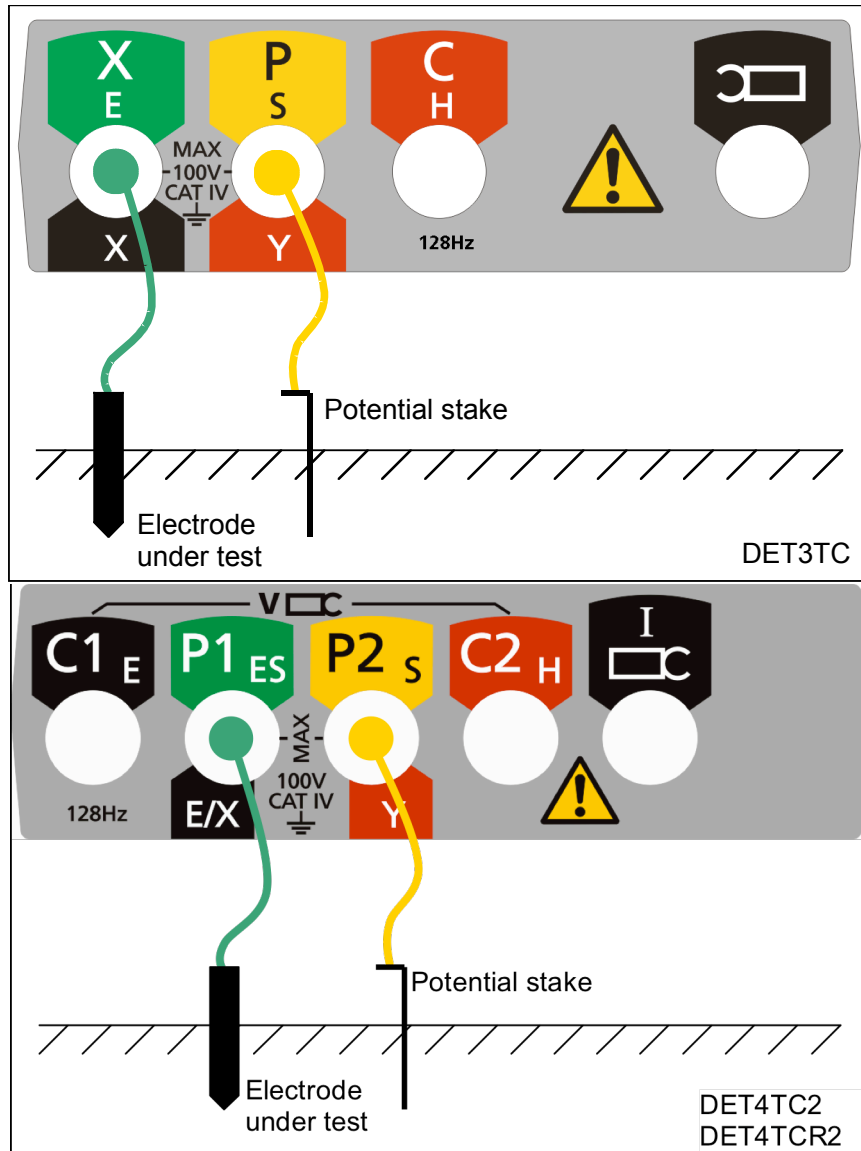 X P C
E S H
MAX
100V
CAT IV
X Y 128Hz
Potential stake
Electrode
under test
DET3TC
V C
C1 E P1 ES P2 S C2 H I
MAX
100V
CAT IV
128Hz E/X Y
Potential stake
Electrode
under test
DET4TC2
DET4TCR2